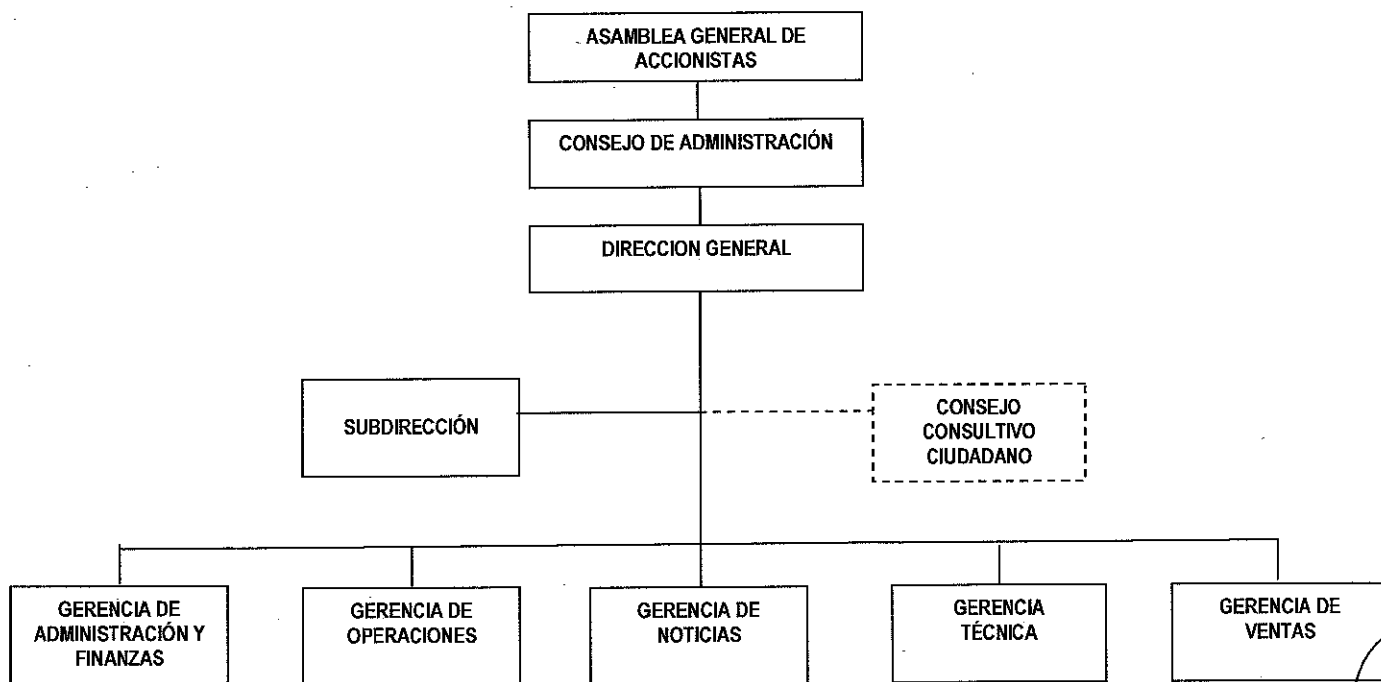 ASAMBLEA GENERAL DE
ACCIONISTAS
CONSEJO DE ADMINISTRACIÓN
DIRECCION GENERAL
SUBDIRECCIÓN
CONSEJO
CONSULTIVO
CIUDADANO
GERENCIA DE
ADMINISTRACIÓN Y
FINANZAS
GERENCIA DE
OPERACIONES
GERENCIA DE
NOTICIAS
GERENCIA
TÉCNICA
GERENCIA DE
VENTAS